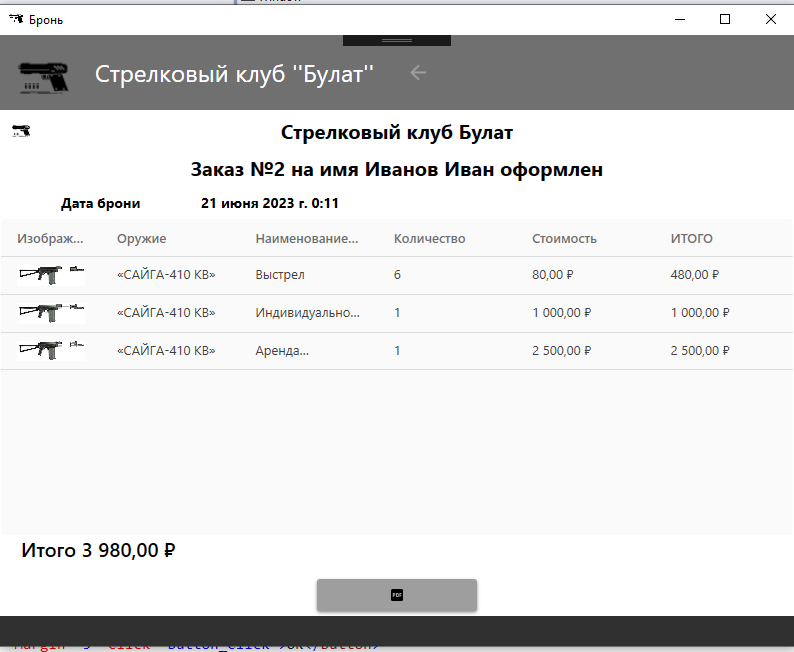 Бронь
Стрелковый клуб "Булат"
Стрелковый клуб Булат
Заказ №2 на имя Иванов Иван оформлен
Дата брони 21 июня 2023 г. 0:11
Изображ... Оружие Наименование... Количество Стоимость ИТОГО
«САЙГА-410 КВ» Выстрел 6 80,00 ₽ 480,00 ₽
«САЙГА-410 КВ» Индивидуально... 1 1 000,00 ₽ 1 000,00 ₽
«САЙГА-410 КВ» Аренда... 1 2 500,00 ₽ 2 500,00 ₽
Итого 3 980,00 ₽
PDF